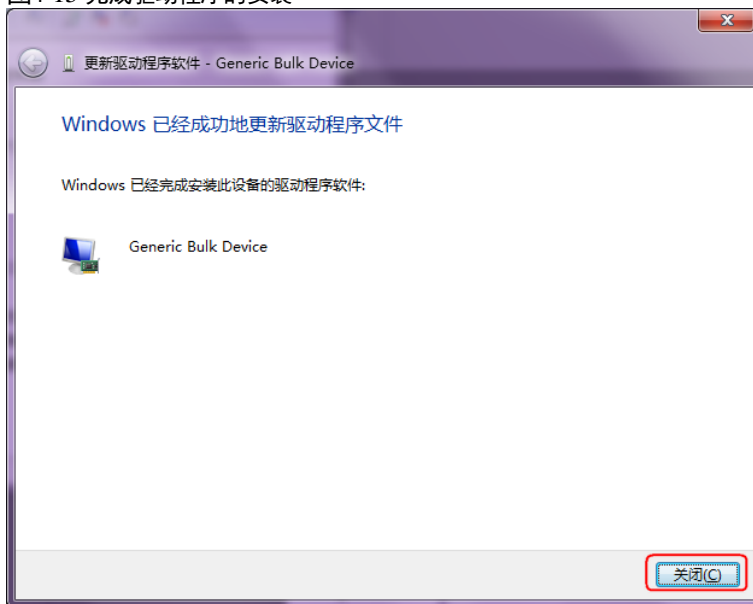 更新驱动程序软件 - Generic Bulk Device
Windows 已经成功地更新驱动程序文件
Windows 已经完成安装此设备的驱动程序软件:
Generic Bulk Device
关闭(C)